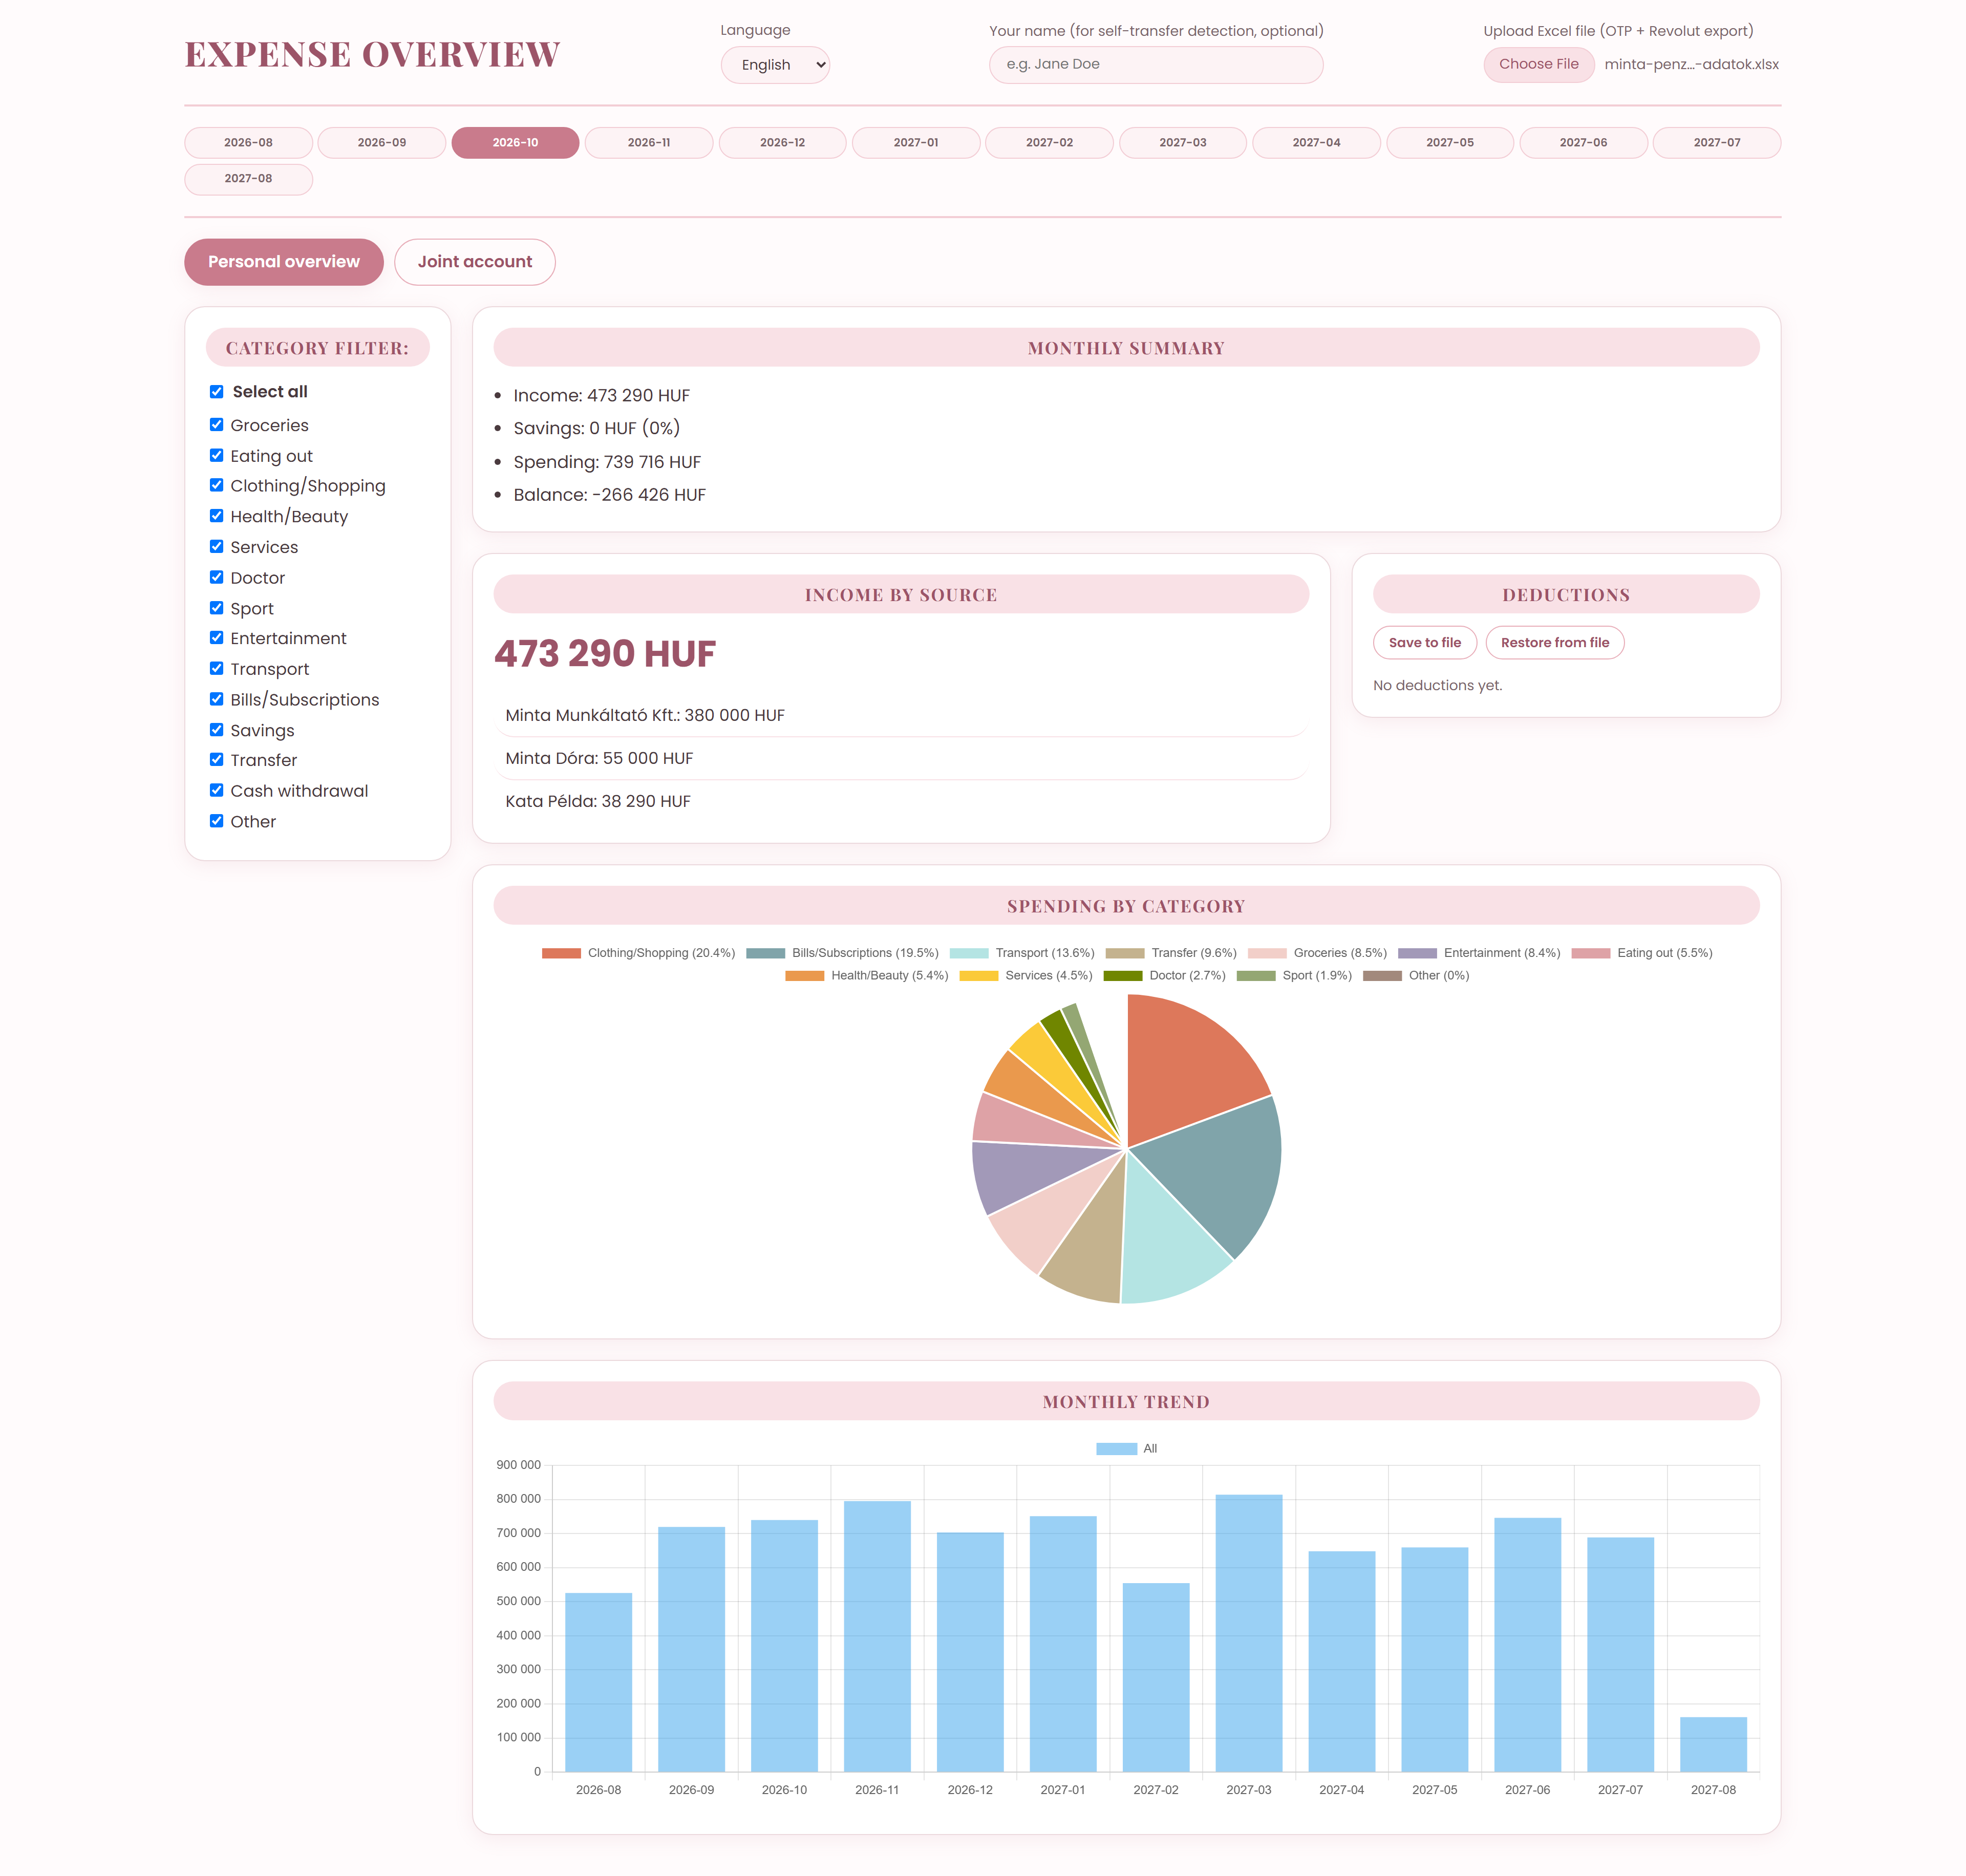 EXPENSE OVERVIEW
Language
English
Your name (for self-transfer detection, optional)
e.g. Jane Doe
Upload Excel file (OTP + Revolut export)
Choose File minta-penz...-adatok.xlsx
2026-08 2026-09 2026-10 2026-11 2026-12 2027-01 2027-02 2027-03 2027-04 2027-05 2027-06 2027-07
2027-08
Personal overview Joint account
CATEGORY FILTER:
Select all
Groceries
Eating out
Clothing/Shopping
Health/Beauty
Services
Doctor
Sport
Entertainment
Transport
Bills/Subscriptions
Savings
Transfer
Cash withdrawal
Other
MONTHLY SUMMARY
Income: 473 290 HUF
Savings: 0 HUF (0%)
Spending: 739 716 HUF
Balance: -266 426 HUF
INCOME BY SOURCE
473 290 HUF
Minta Munkáltató Kft.: 380 000 HUF
Minta Dóra: 55 000 HUF
Kata Példa: 38 290 HUF
DEDUCTIONS
Save to file Restore from file
No deductions yet.
SPENDING BY CATEGORY
Clothing/Shopping (20.4%) Bills/Subscriptions (19.5%) Transport (13.6%) Transfer (9.6%) Groceries (8.5%) Entertainment (8.4%) Eating out (5.5%)
Health/Beauty (5.4%) Services (4.5%) Doctor (2.7%) Sport (1.9%) Other (0%)
MONTHLY TREND
All
900 000
800 000
700 000
600 000
500 000
400 000
300 000
200 000
100 000
0
2026-08 2026-09 2026-10 2026-11 2026-12 2027-01 2027-02 2027-03 2027-04 2027-05 2027-06 2027-07 2027-08